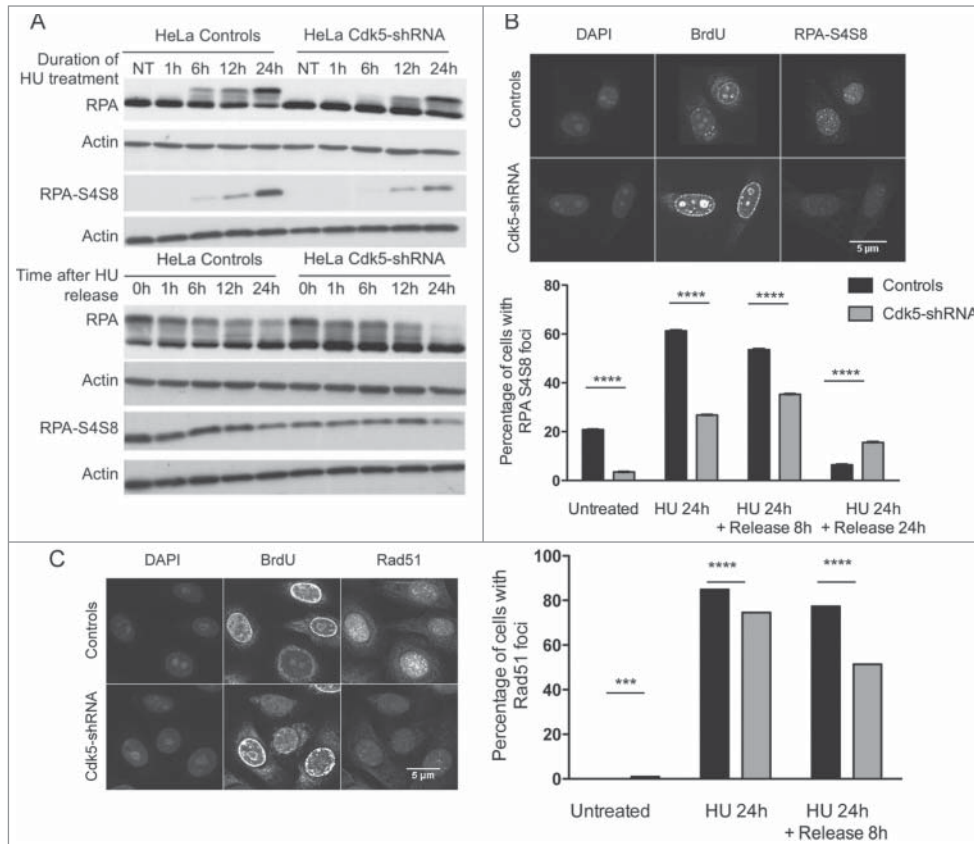 A
HeLa Controls HeLa Cdk5-shRNA
Duration of
HU treatment
NT 1h 6h 12h 24h NT 1h 6h 12h 24h
RPA
Actin
RPA-S4S8
Actin
HeLa Controls HeLa Cdk5-shRNA
Time after HU
release
0h 1h 6h 12h 24h 0h 1h 6h 12h 24h
RPA
Actin
RPA-S4S8
Actin
B
DAPI BrdU RPA-S4S8
Controls
Cdk5-shRNA
5 µm
Controls
Cdk5-shRNA
Percentage of cells with
RPA S4S8 foci
80
60
40
20
0
**** **** **** ****
Untreated HU 24h HU 24h HU 24h
+ Release 8h + Release 24h
C
DAPI BrdU Rad51
Controls
Cdk5-shRNA
5 µm
Percentage of cells with
Rad51 foci
100
80
60
40
20
0
*** **** ****
Untreated HU 24h HU 24h
+ Release 8h